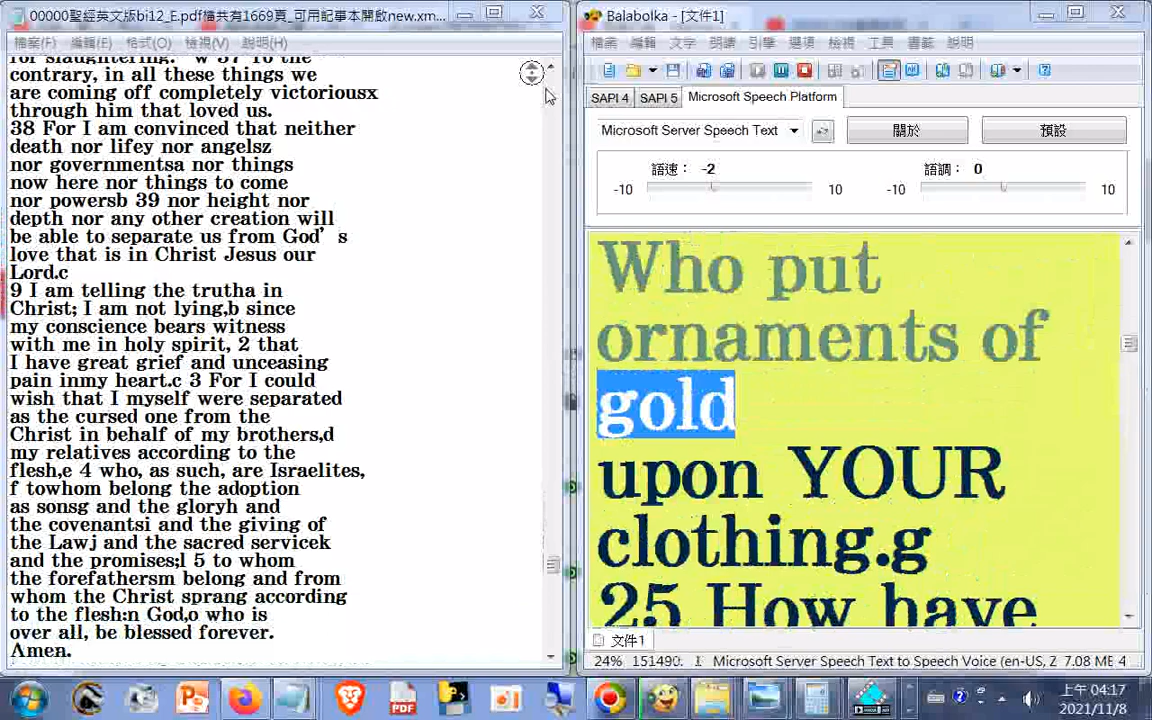 00000聖經英文版bi12_E.pdf檔共有1669頁_可用記事本開啟new.xm...
檔案(F) 編輯(E) 格式(O) 檢視(V) 說明(H)
for slaughtering." w 37 To the
contrary, in all these things we
are coming off completely victoriousx
through him that loved us.
38 For I am convinced that neither
death nor lifey nor angelsz
nor governmentsa nor things
now here nor things to come
nor powersb 39 nor height nor
depth nor any other creation will
be able to separate us from God's
love that is in Christ Jesus our
Lord.c
9 I am telling the trutha in
Christ; I am not lying,b since
my conscience bears witness
with me in holy spirit, 2 that
I have great grief and unceasing
pain inmy heart.c 3 For I could
wish that I myself were separated
as the cursed one from the
Christ in behalf of my brothers,d
my relatives according to the
flesh,e 4 who, as such, are Israelites,
f towhom belong the adoption
as sonsg and the gloryh and
the covenantsi and the giving of
the Lawj and the sacred servicek
and the promises;l 5 to whom
the forefathersm belong and from
whom the Christ sprang according
to the flesh:n God,o who is
over all, be blessed forever.
Amen.
Balabolka - [文件1]
檔案 編輯 文字 朗讀 引擎 選項 檢視 工具 書籤 說明
SAPI 4 SAPI 5 Microsoft Speech Platform
Microsoft Server Speech Text 關於 預設
語速： -2 語調： 0
-10 10 -10 10
Who put
ornaments of
gold
upon YOUR
clothing.g
25 How have
文件1
24% 151490. Microsoft Server Speech Text to Speech Voice (en-US, Z 7.08 ME 4
PDF
上午 04:17
2021/11/8